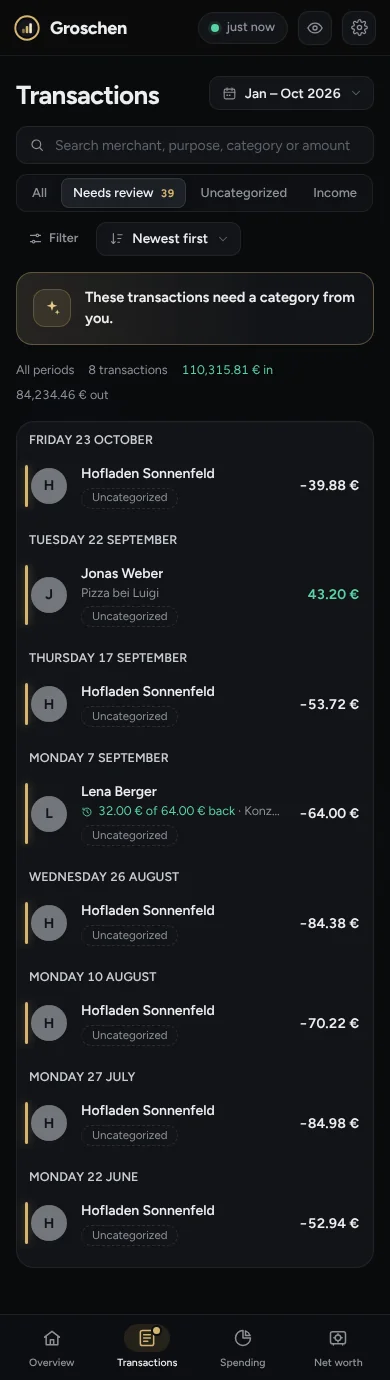 Groschen
just now
Transactions
Jan – Oct 2026
Search merchant, purpose, category or amount
All
Needs review 39
Uncategorized
Income
Filter
Newest first
These transactions need a category from
you.
All periods 8 transactions 110,315.81 € in
84,234.46 € out
FRIDAY 23 OCTOBER
H
Hofladen Sonnenfeld
Uncategorized
-39.88 €
TUESDAY 22 SEPTEMBER
J
Jonas Weber
Pizza bei Luigi
Uncategorized
43.20 €
THURSDAY 17 SEPTEMBER
H
Hofladen Sonnenfeld
Uncategorized
-53.72 €
MONDAY 7 SEPTEMBER
L
Lena Berger
32.00 € of 64.00 € back · Konz...
Uncategorized
-64.00 €
WEDNESDAY 26 AUGUST
H
Hofladen Sonnenfeld
Uncategorized
-84.38 €
MONDAY 10 AUGUST
H
Hofladen Sonnenfeld
Uncategorized
-70.22 €
MONDAY 27 JULY
H
Hofladen Sonnenfeld
Uncategorized
-84.98 €
MONDAY 22 JUNE
H
Hofladen Sonnenfeld
Uncategorized
-52.94 €
Overview
Transactions
Spending
Net worth